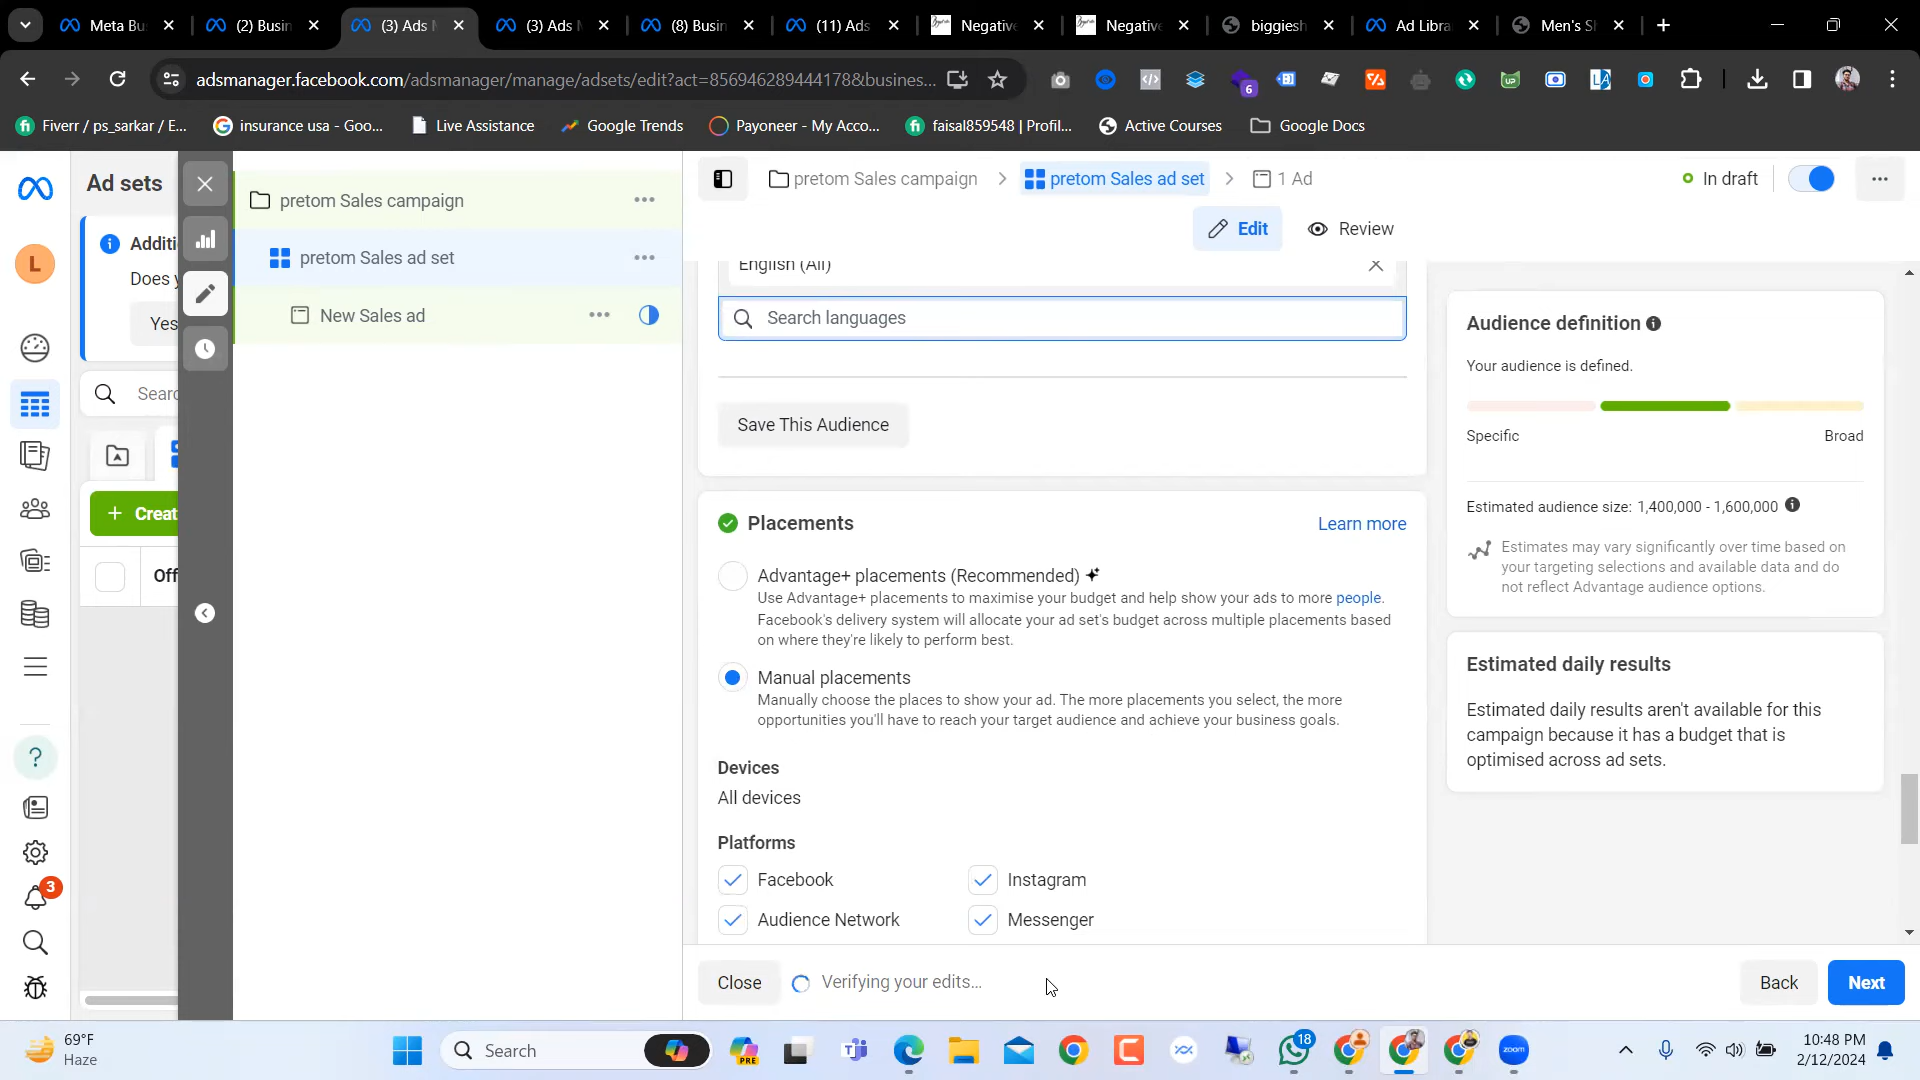 Meta Bu
(2) Busin
(3) Ads M
(3) Ads M
(8) Busin
(11) Ads
Negative
Negative
biggiesh
Ad Libra
Men's Sh
adsmanager.facebook.com/adsmanager/manage/adsets/edit?act=856946289444178&busines...
6
UP
LA
Fiverr / ps_sarkar / E...
insurance usa - Goo...
Live Assistance
Google Trends
Payoneer - My Acco...
faisal859548 | Profil...
Active Courses
Google Docs
Ad sets
L
Additi
Does y
Yes
Searc
Creat
Off
3
pretom Sales campaign
pretom Sales ad set
New Sales ad
pretom Sales campaign
pretom Sales ad set
1 Ad
In draft
Edit
Review
English (All)
Search languages
Save This Audience
Placements
Learn more
Advantage+ placements (Recommended)
Use Advantage+ placements to maximise your budget and help show your ads to more people.
Facebook's delivery system will allocate your ad set's budget across multiple placements based
on where they're likely to perform best.
Manual placements
Manually choose the places to show your ad. The more placements you select, the more
opportunities you'll have to reach your target audience and achieve your business goals.
Devices
All devices
Platforms
Facebook
Instagram
Audience Network
Messenger
Audience definition
Your audience is defined.
Specific
Broad
Estimated audience size: 1,400,000 - 1,600,000
Estimates may vary significantly over time based on
your targeting selections and available data and do
not reflect Advantage audience options.
Estimated daily results
Estimated daily results aren't available for this
campaign because it has a budget that is
optimised across ad sets.
Close
Verifying your edits...
Back
Next
69°F
Haze
Search
PRE
18
zoom
10:48 PM
2/12/2024